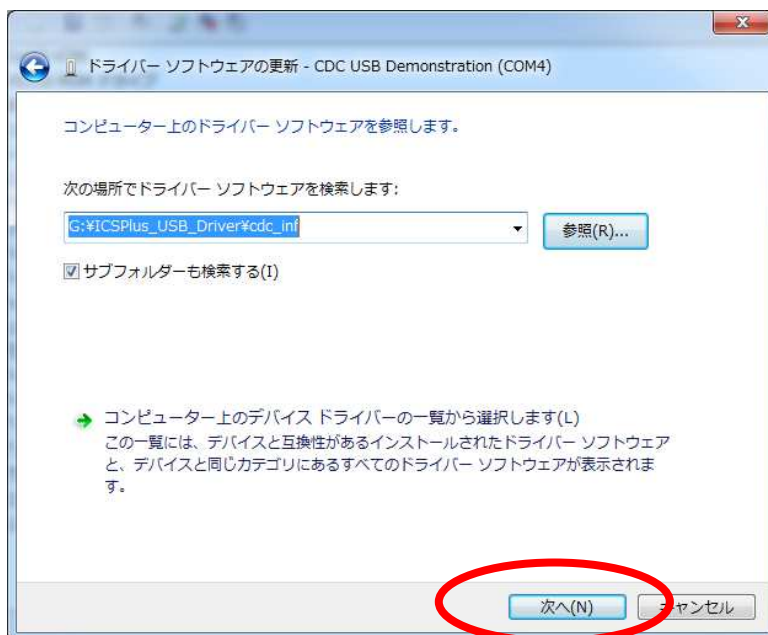 ドライバー ソフトウェアの更新 - CDC USB Demonstration (COM4)
コンピューター上のドライバー ソフトウェアを参照します。
次の場所でドライバー ソフトウェアを検索します:
G:¥ICSPlus_USB_Driver¥cdc_inf
参照(R)...
サブフォルダーも検索する(I)
コンピューター上のデバイス ドライバーの一覧から選択します(L)
この一覧には、デバイスと互換性があるインストールされたドライバー ソフトウェア
と、デバイスと同じカテゴリにあるすべてのドライバー ソフトウェアが表示されま
す。
次へ(N)
キャンセル